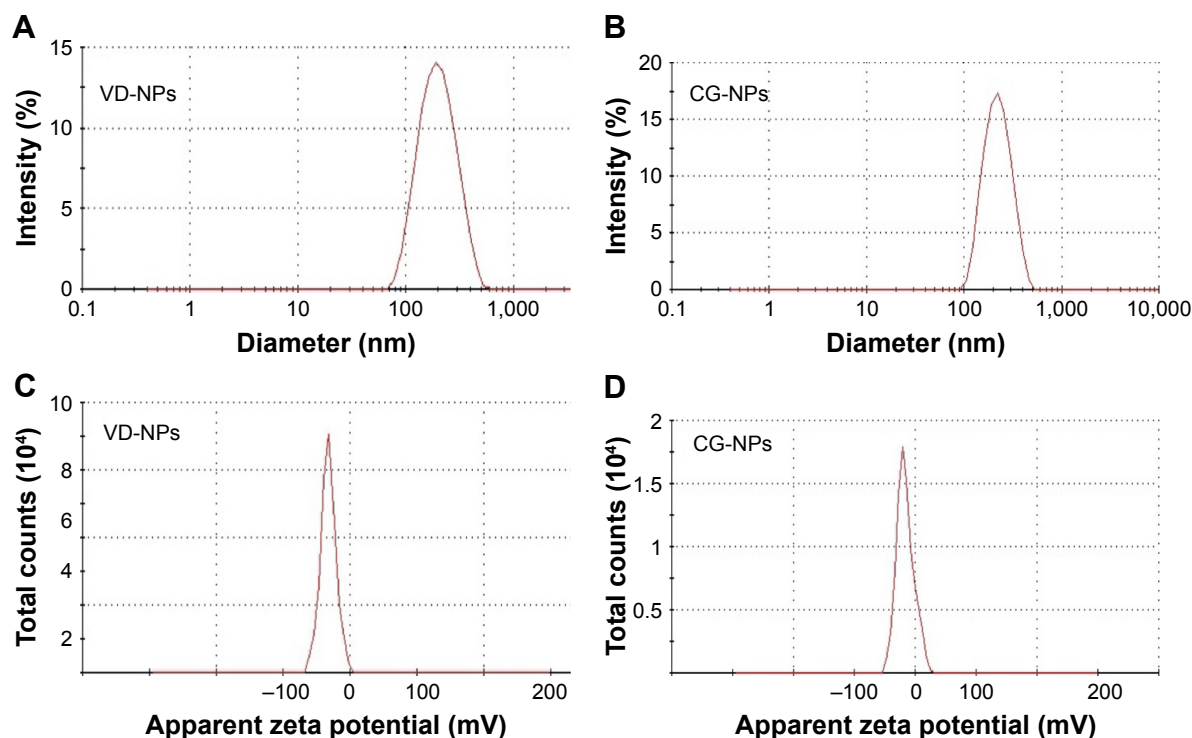 A
15
10
5
0
Intensity (%)
VD-NPs
0.1 1 10 100 1,000
Diameter (nm)
B
20
15
10
5
0
Intensity (%)
CG-NPs
0.1 1 10 100 1,000 10,000
Diameter (nm)
C
10
8
6
4
2
Total counts (10⁴)
VD-NPs
–100 0 100 200
Apparent zeta potential (mV)
D
2
1.5
1
0.5
Total counts (10⁴)
CG-NPs
–100 0 100 200
Apparent zeta potential (mV)